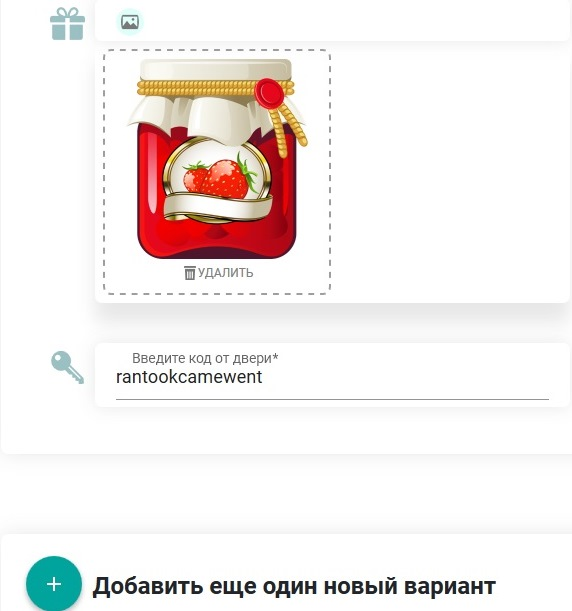 УДАЛИТЬ
Введите код от двери*
rantookcamewent
Добавить еще один новый вариант